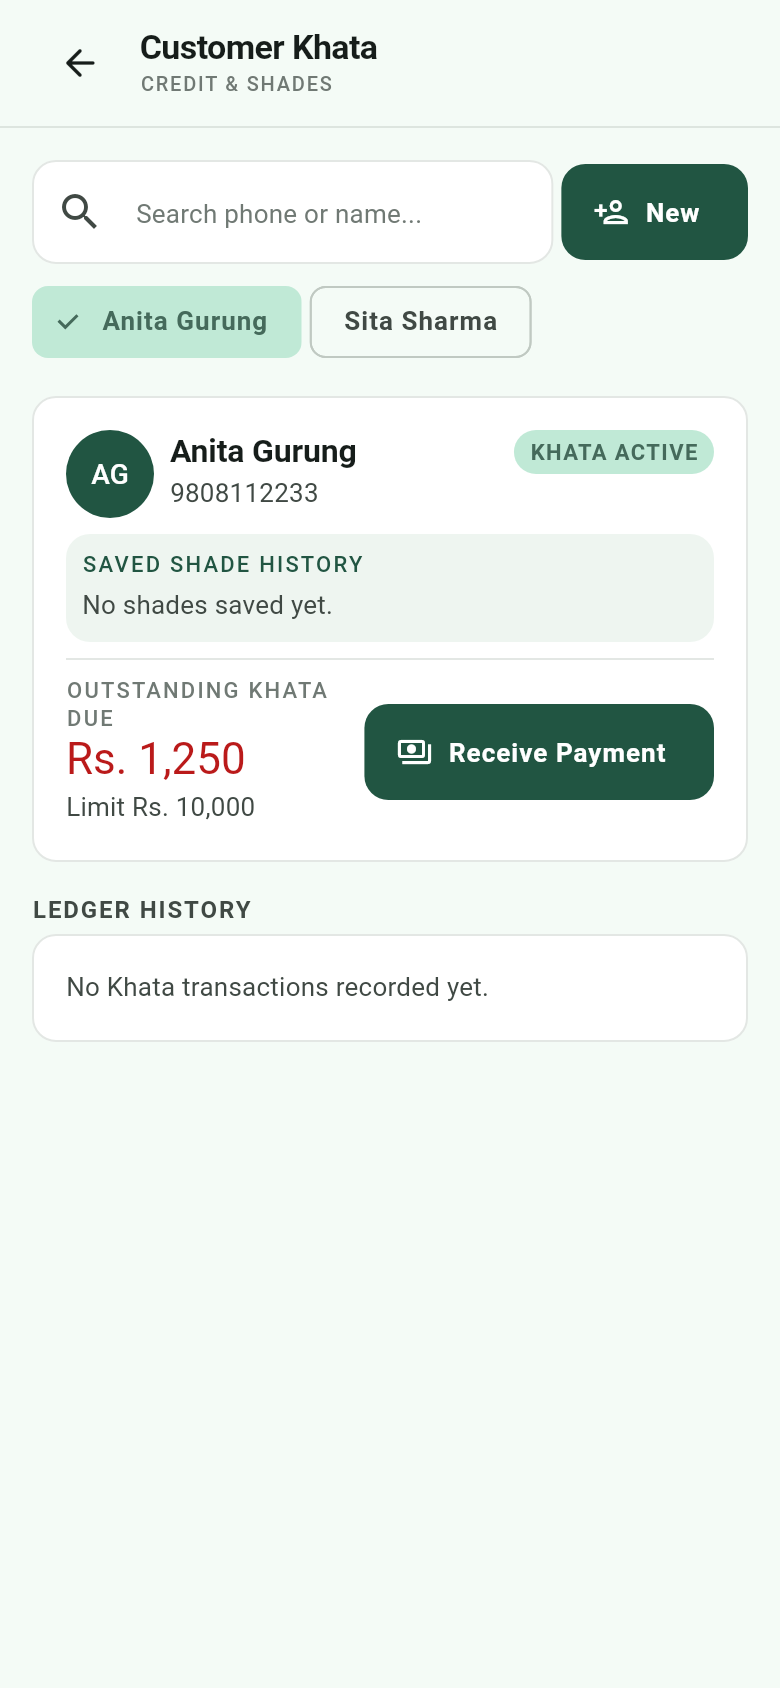 Customer Khata
CREDIT & SHADES
Search phone or name...
New
Anita Gurung
Sita Sharma
AG
Anita Gurung
9808112233
KHATA ACTIVE
SAVED SHADE HISTORY
No shades saved yet.
OUTSTANDING KHATA
DUE
Rs. 1,250
Limit Rs. 10,000
Receive Payment
LEDGER HISTORY
No Khata transactions recorded yet.